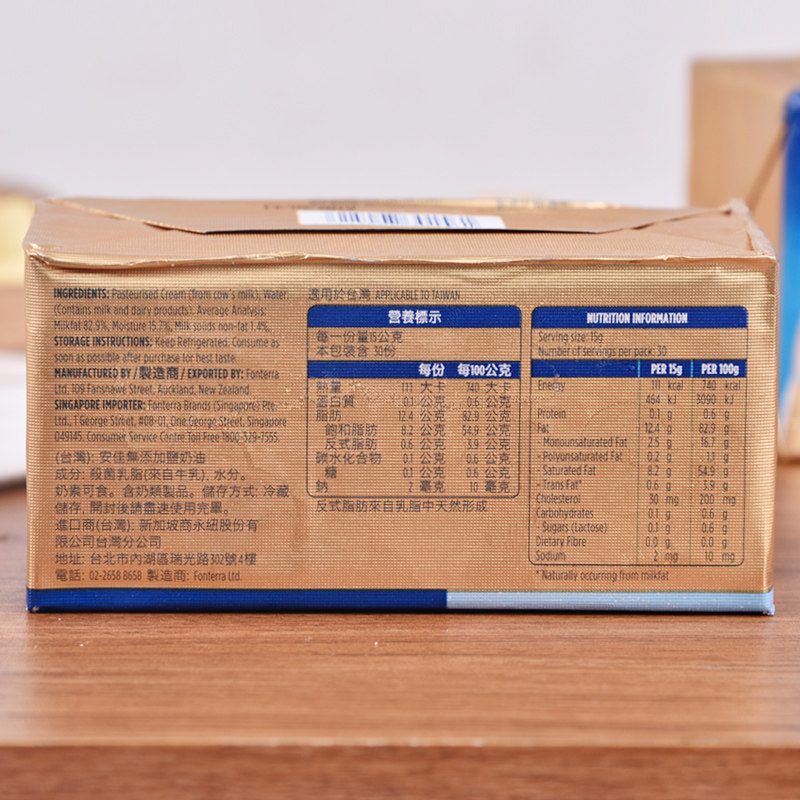 INGREDIENTS: Pasteurised Cream (from cow's milk), Water.
(Contains milk and dairy products). Average Analysis:
Milkfat 82.9%, Moisture 15.7%, Milk solids non-fat 1.4%.
STORAGE INSTRUCTIONS: Keep Refrigerated. Consume as
soon as possible after purchase for best taste.
MANUFACTURED BY / 製造商 / EXPORTED BY: Fonterra
Ltd. 109 Fanshawe Street, Auckland, New Zealand.
SINGAPORE IMPORTER: Fonterra Brands (Singapore) Pte.
Ltd., 1 George Street, #08-01, One George Street, Singapore
049145. Consumer Service Centre Toll Free 1800-329-7555.
(台灣): 安佳無添加鹽奶油
成分: 殺菌乳脂(來自牛乳), 水分。
奶素可食。含奶類製品。儲存方式: 冷藏
儲存, 開封後請盡速使用完畢。
進口商(台灣): 新加坡商永紐股份有
限公司台灣分公司
地址: 台北市內湖區瑞光路302號4樓
電話: 02-2658 8658 製造商: Fonterra Ltd.
適用於台灣 APPLICABLE TO TAIWAN
營養標示
每一份量15公克
本包裝含 30份
每份 每100公克
熱量 111 大卡 740 大卡
蛋白質 0.1 公克 0.6 公克
脂肪 12.4 公克 82.9 公克
飽和脂肪 8.2 公克 54.9 公克
反式脂肪 0.6 公克 3.9 公克
碳水化合物 0.1 公克 0.6 公克
糖 0.1 公克 0.6 公克
鈉 2 毫克 10 毫克
反式脂肪來自乳脂中天然形成
NUTRITION INFORMATION
Serving size: 15g
Number of servings per pack: 30
PER 15g PER 100g
Energy 111 kcal 740 kcal
464 kJ 3090 kJ
Protein 0.1 g 0.6 g
Fat 12.4 g 82.9 g
- Monounsaturated Fat 2.5 g 16.7 g
- Polyunsaturated Fat 0.2 g 1.1 g
- Saturated Fat 8.2 g 54.9 g
- Trans Fat* 0.6 g 3.9 g
Cholesterol 30 mg 200 mg
Carbohydrates 0.1 g 0.6 g
- Sugars (Lactose) 0.1 g 0.6 g
Dietary Fibre 0.0 g 0.0 g
Sodium 2 mg 10 mg
* Naturally occurring from milkfat